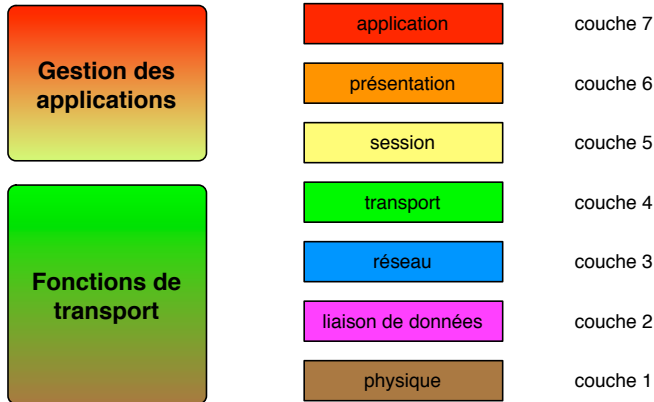 Gestion des
applications
application couche 7
présentation couche 6
session couche 5
Fonctions de
transport
transport couche 4
réseau couche 3
liaison de données couche 2
physique couche 1